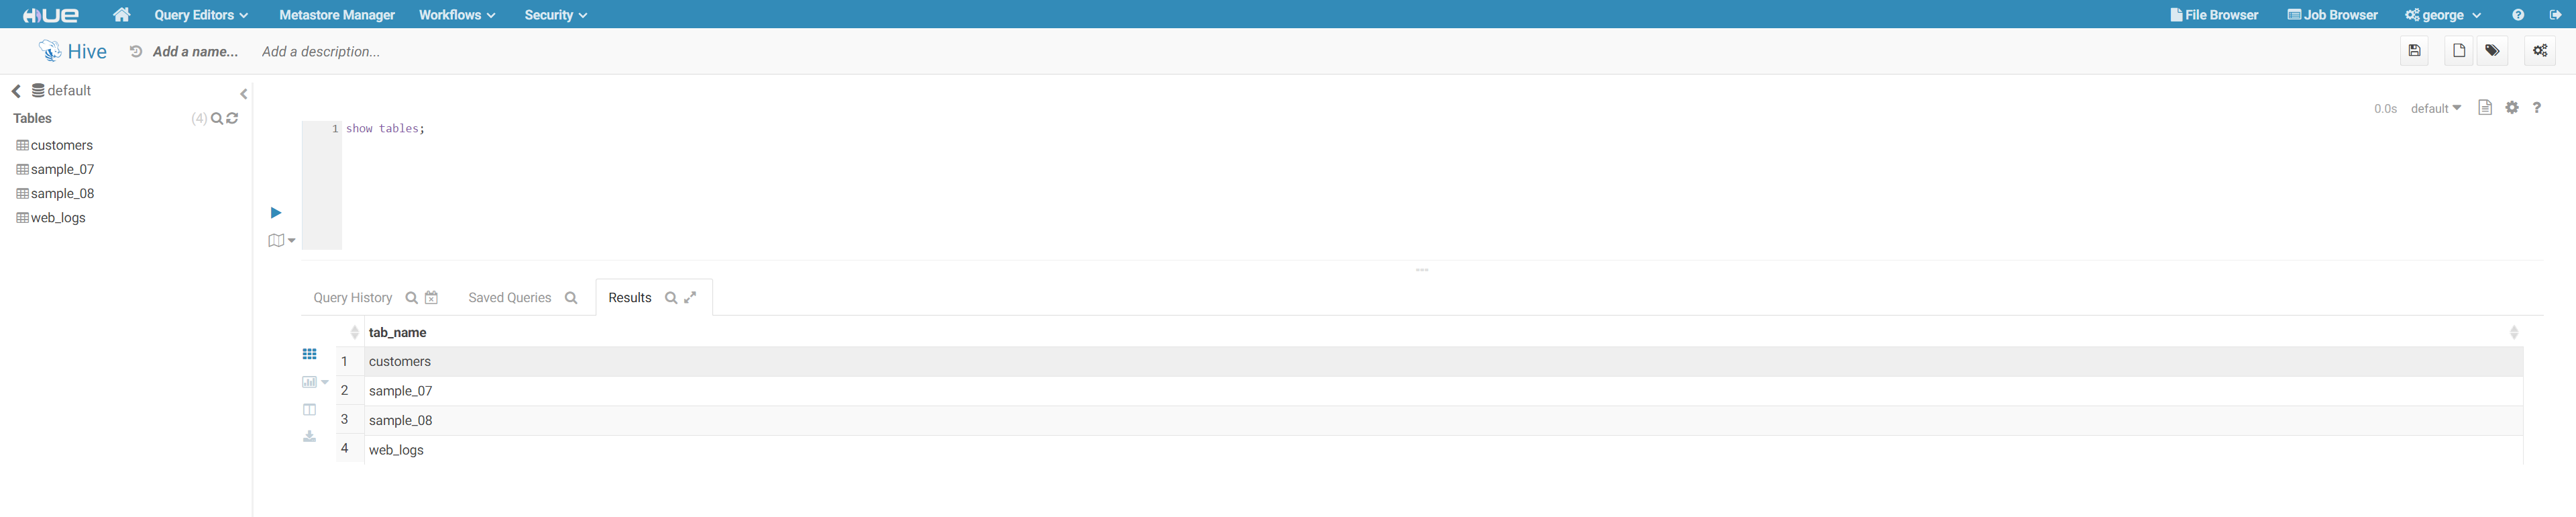 HUE Query Editors Metastore Manager Workflows Security File Browser Job Browser george ?
Hive Add a name... Add a description...
default
Tables (4)
customers
sample_07
sample_08
web_logs
0.0s default ?
1 show tables;
Query History Saved Queries Results
tab_name
1 customers
2 sample_07
3 sample_08
4 web_logs